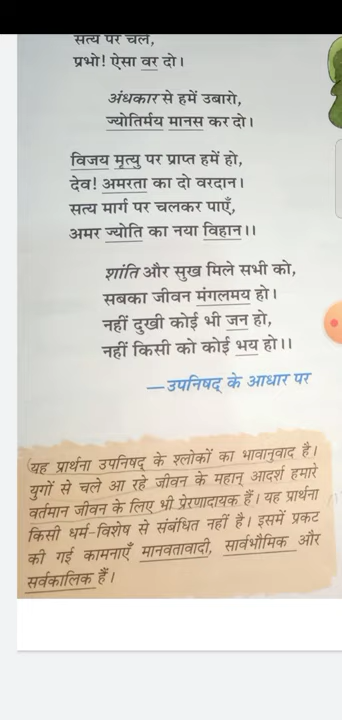 सत्य पर चल,
प्रभो! ऐसा वर दो।
अंधकार से हमें उबारो,
ज्योतिर्मय मानस कर दो।
विजय मृत्यु पर प्राप्त हमें हो,
देव! अमरता का दो वरदान।
सत्य मार्ग पर चलकर पाएँ,
अमर ज्योति का नया विहान।।
शांति और सुख मिले सभी को,
सबका जीवन मंगलमय हो।
नहीं दुखी कोई भी जन हो,
नहीं किसी को कोई भय हो।।
—उपनिषद् के आधार पर
यह प्रार्थना उपनिषद् के श्लोकों का भावानुवाद है।
युगों से चले आ रहे जीवन के महान् आदर्श हमारे
वर्तमान जीवन के लिए भी प्रेरणादायक हैं। यह प्रार्थना
किसी धर्म-विशेष से संबंधित नहीं है। इसमें प्रकट
की गई कामनाएँ मानवतावादी, सार्वभौमिक और
सर्वकालिक हैं।